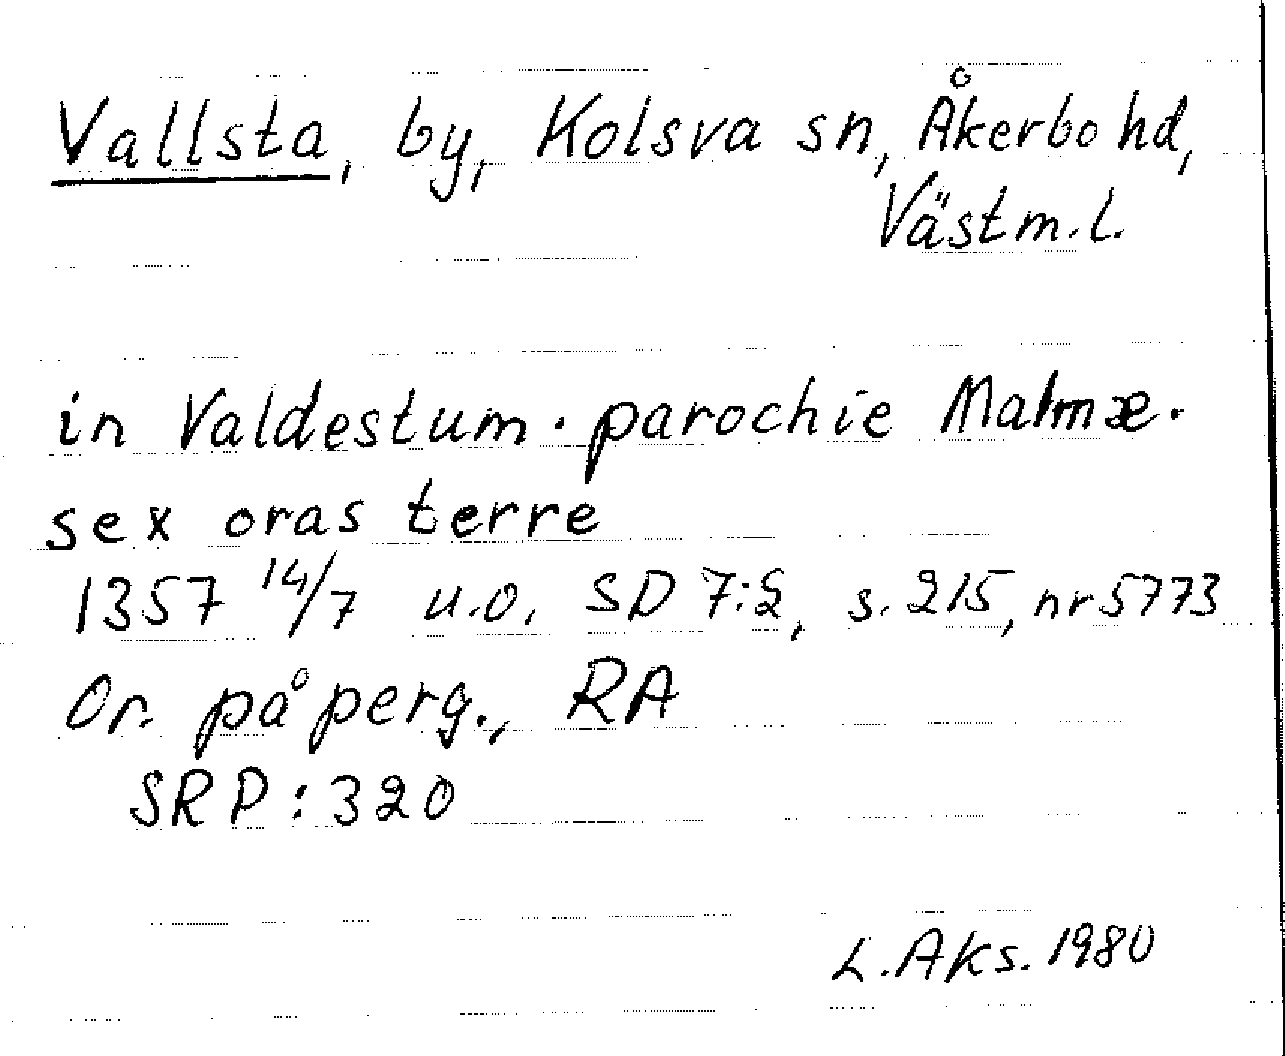 Vallsta, by, Kolsva sn, Åkerbo hd,
Västm. l.
in Valdestum. parochie Malmæ.
sex oras terre
1357 14/7 u.o. SD 7:2, s. 215, nr 5773
Or. på perg., RA
SRP: 320
L. Aks. 1980